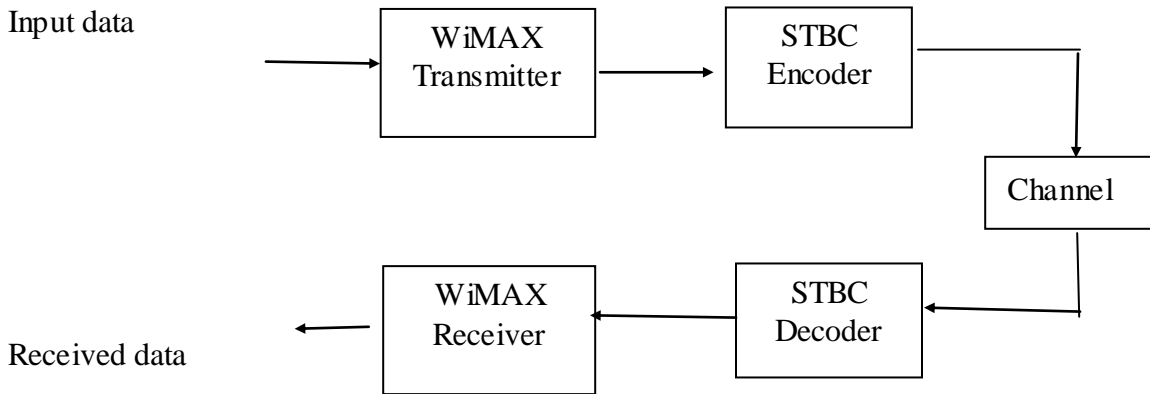 Input data
WiMAX
Transmitter
STBC
Encoder
Channel
WiMAX
Receiver
STBC
Decoder
Received data